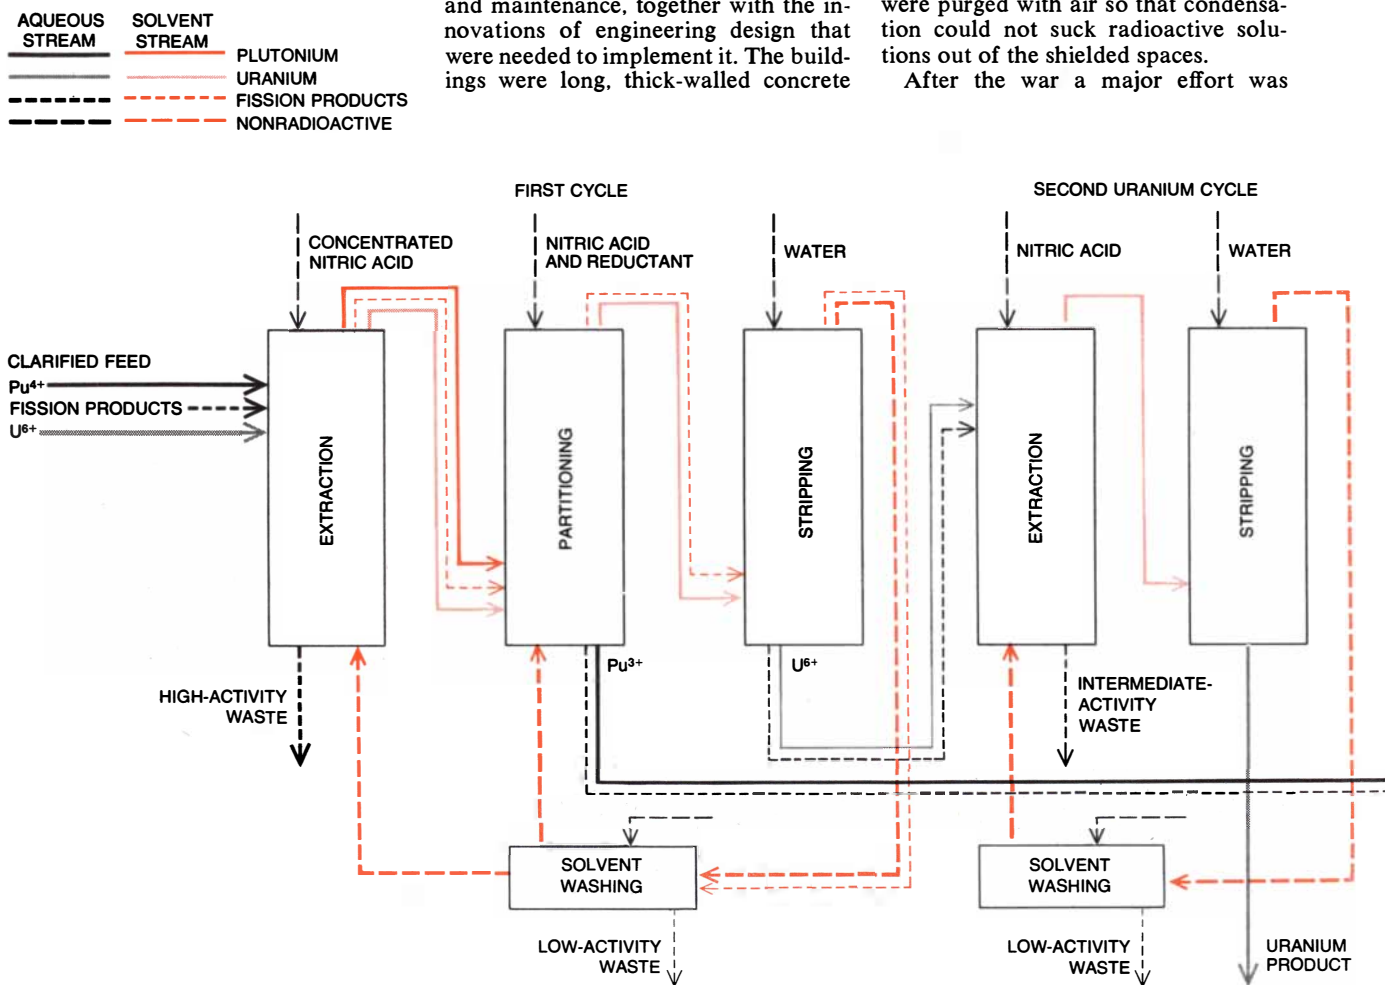 AQUEOUS
STREAM
SOLVENT
STREAM
PLUTONIUM
URANIUM
FISSION PRODUCTS
NONRADIOACTIVE
and maintenance, together with the in-
novations of engineering design that
were needed to implement it. The build-
ings were long, thick-walled concrete
were purged with air so that condensa-
tion could not suck radioactive solu-
tions out of the shielded spaces.
After the war a major effort was
FIRST CYCLE
SECOND URANIUM CYCLE
CONCENTRATED
NITRIC ACID
NITRIC ACID
AND REDUCTANT
WATER
NITRIC ACID
WATER
CLARIFIED FEED
Pu4+
FISSION PRODUCTS
U6+
EXTRACTION
PARTITIONING
STRIPPING
EXTRACTION
STRIPPING
HIGH-ACTIVITY
WASTE
Pu3+
U6+
INTERMEDIATE-
ACTIVITY
WASTE
SOLVENT
WASHING
SOLVENT
WASHING
LOW-ACTIVITY
WASTE
LOW-ACTIVITY
WASTE
URANIUM
PRODUCT